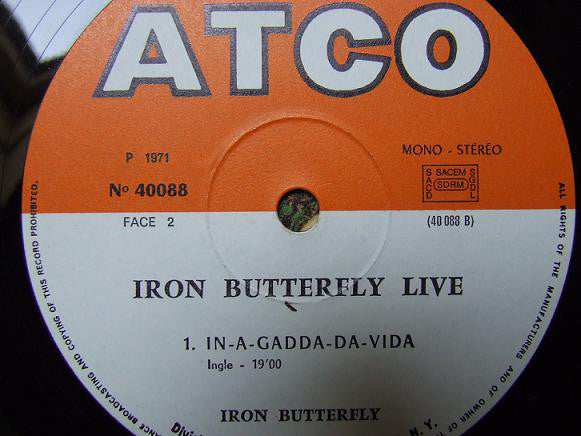 ATCO
P 1971
MONO - STÉRÉO
Nº 40088
SACD SACEM SDRM SGDL
FACE 2
(40 088 B)
IRON BUTTERFLY LIVE
1. IN-A-GADDA-DA-VIDA
Ingle - 19'00
IRON BUTTERFLY
ALL RIGHTS OF THE MANUFACTURERS AND OF OWNER OF
BROADCASTING AND COPYING OF THIS RECORD PROHIBITED.
N. Y.